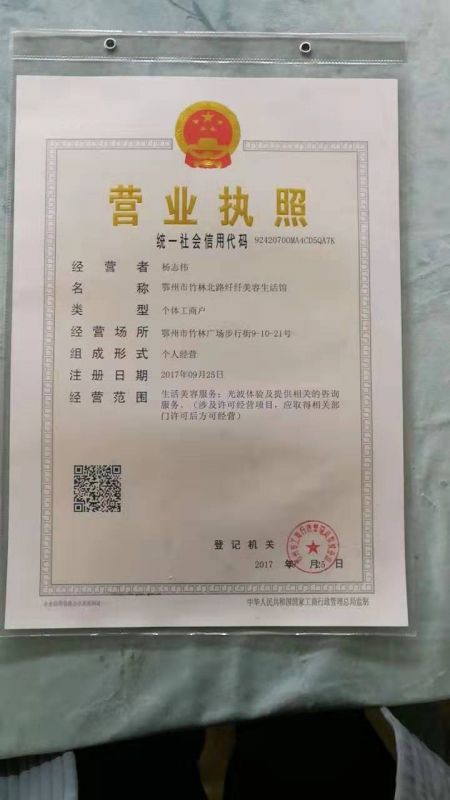 营业执照
统一社会信用代码 92420700MA4CD5QA7K
经营者 杨志伟
名称 鄂州市竹林北路纤纤美容生活馆
类型 个体工商户
经营场所 鄂州市竹林广场步行街9-10-21号
组成形式 个人经营
注册日期 2017年09月25日
经营范围 生活美容服务；光波体验及提供相关的咨询
服务。（涉及许可经营项目，应取得相关部
门许可后方可经营）
登记机关
2017 年 月25日
中华人民共和国国家工商行政管理总局监制